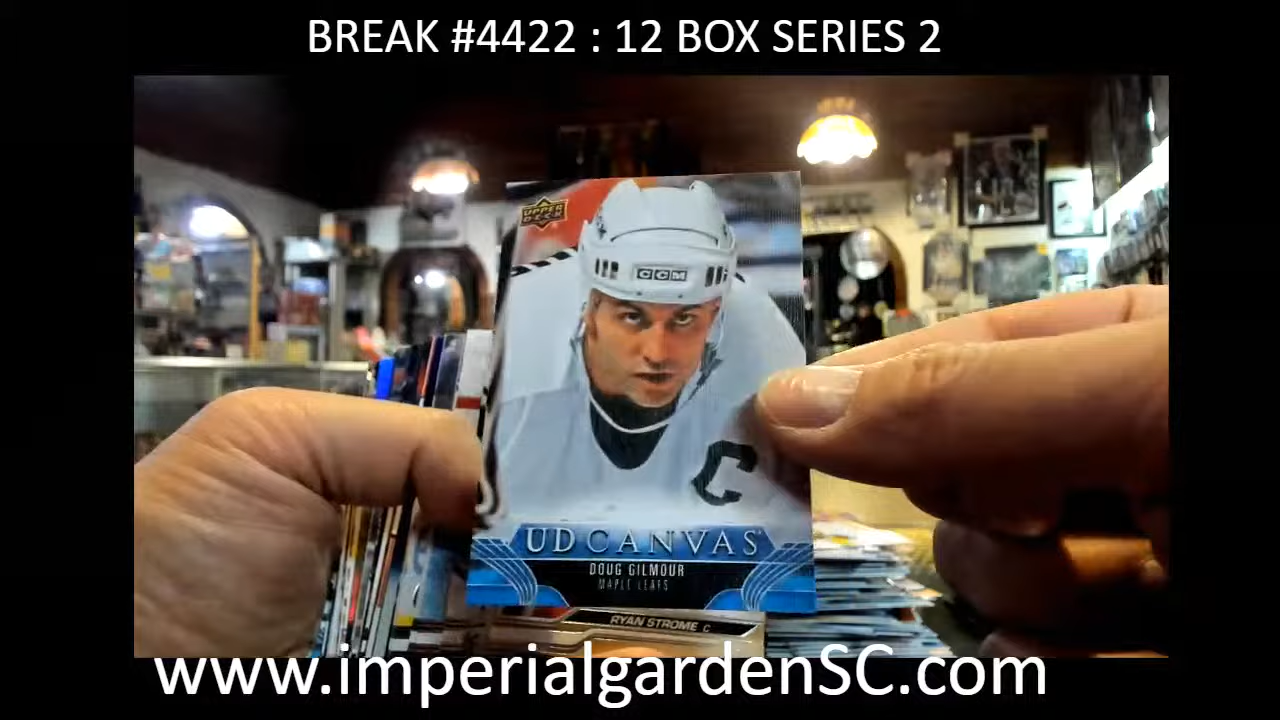 BREAK #4422 : 12 BOX SERIES 2
UPPER DECK
CCM
C
UD CANVAS
DOUG GILMOUR
MAPLE LEAFS
RYAN STROME C
www.imperialgardenSC.com